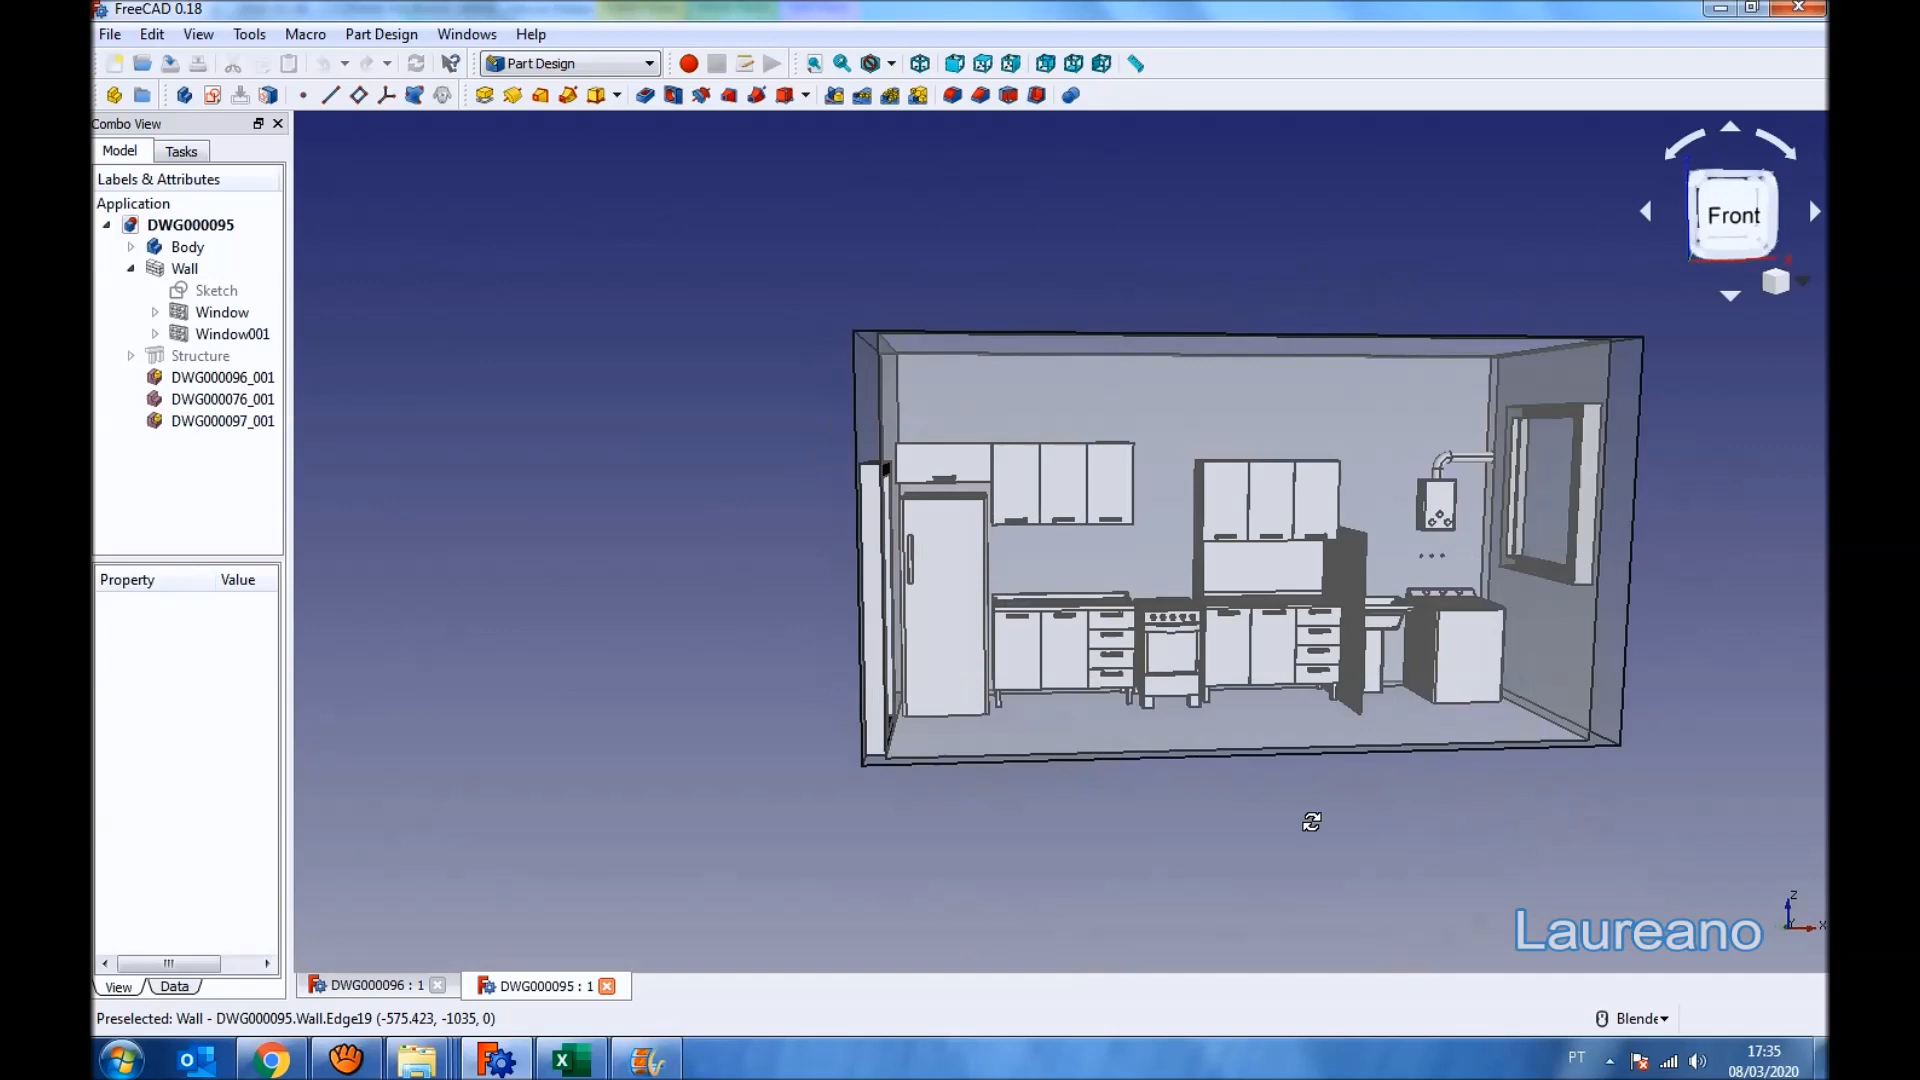 FreeCAD 0.18
File Edit View Tools Macro Part Design Windows Help
Part Design
Combo View
Model Tasks
Labels & Attributes
Application
DWG000095
Body
Wall
Sketch
Window
Window001
Structure
DWG000096_001
DWG000076_001
DWG000097_001
Front
Property Value
Z
X
Laureano
View Data
DWG000096 : 1
DWG000095 : 1
Preselected: Wall - DWG000095.Wall.Edge19 (-575.423, -1035, 0)
Blende
PT
17:35
08/03/2020